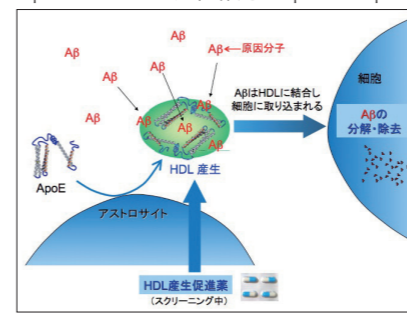 Aβ
Aβ
Aβ←原因分子
Aβ
Aβ
Aβ
Aβ
Aβ
Aβ
Aβ
AβはHDLに結合し
細胞に取込まれる
細胞
Aβの
分解・除去
HDL 産生
ApoE
アストロサイト
HDL産生促進薬
(スクリーニング中)